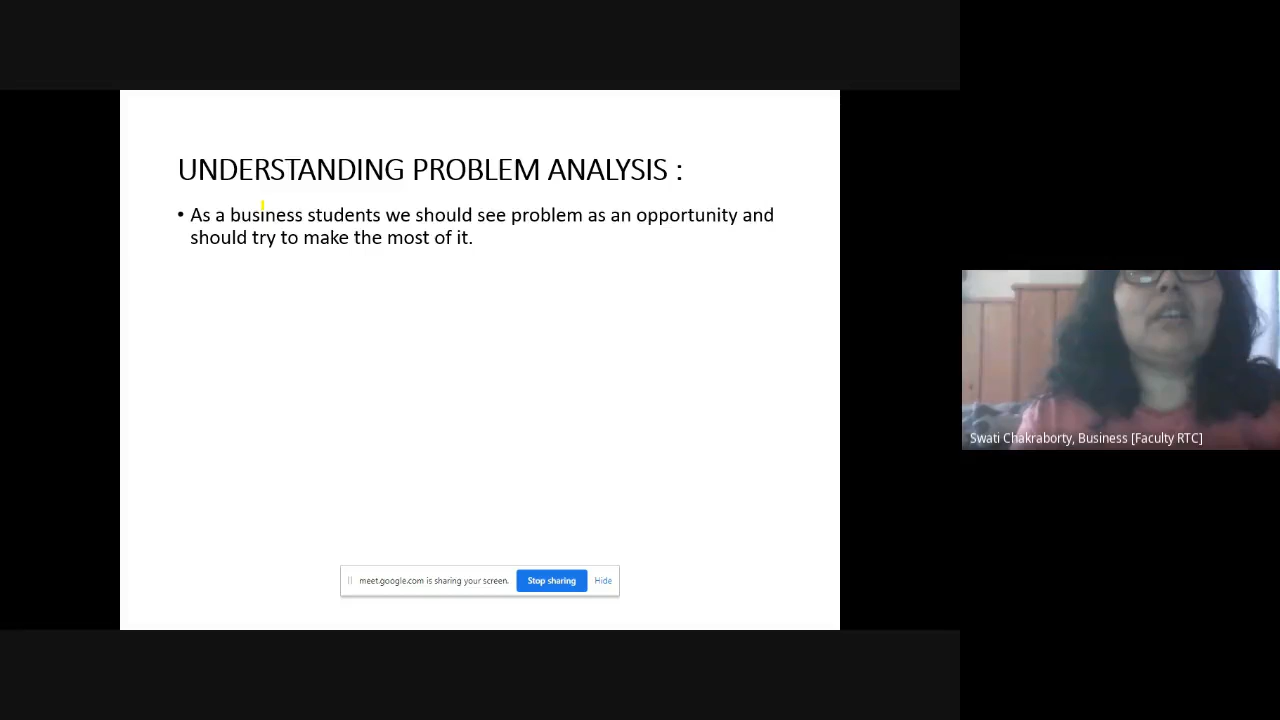 UNDERSTANDING PROBLEM ANALYSIS :
• As a business students we should see problem as an opportunity and
should try to make the most of it.
meet.google.com is sharing your screen. Stop sharing Hide
Swati Chakraborty, Business [Faculty RTC]